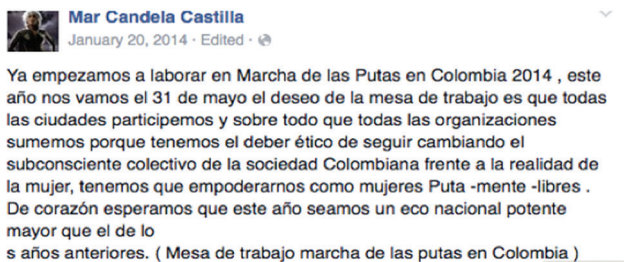 Mar Candela Castilla
January 20, 2014 · Edited ·
Ya empezamos a laborar en Marcha de las Putas en Colombia 2014 , este
año nos vamos el 31 de mayo el deseo de la mesa de trabajo es que todas
las ciudades participemos y sobre todo que todas las organizaciones
sumemos porque tenemos el deber ético de seguir cambiando el
subconsciente colectivo de la sociedad Colombiana frente a la realidad de
la mujer, tenemos que empoderarnos como mujeres Puta -mente -libres .
De corazón esperamos que este año seamos un eco nacional potente
mayor que el de lo
s años anteriores. ( Mesa de trabajo marcha de las putas en Colombia )